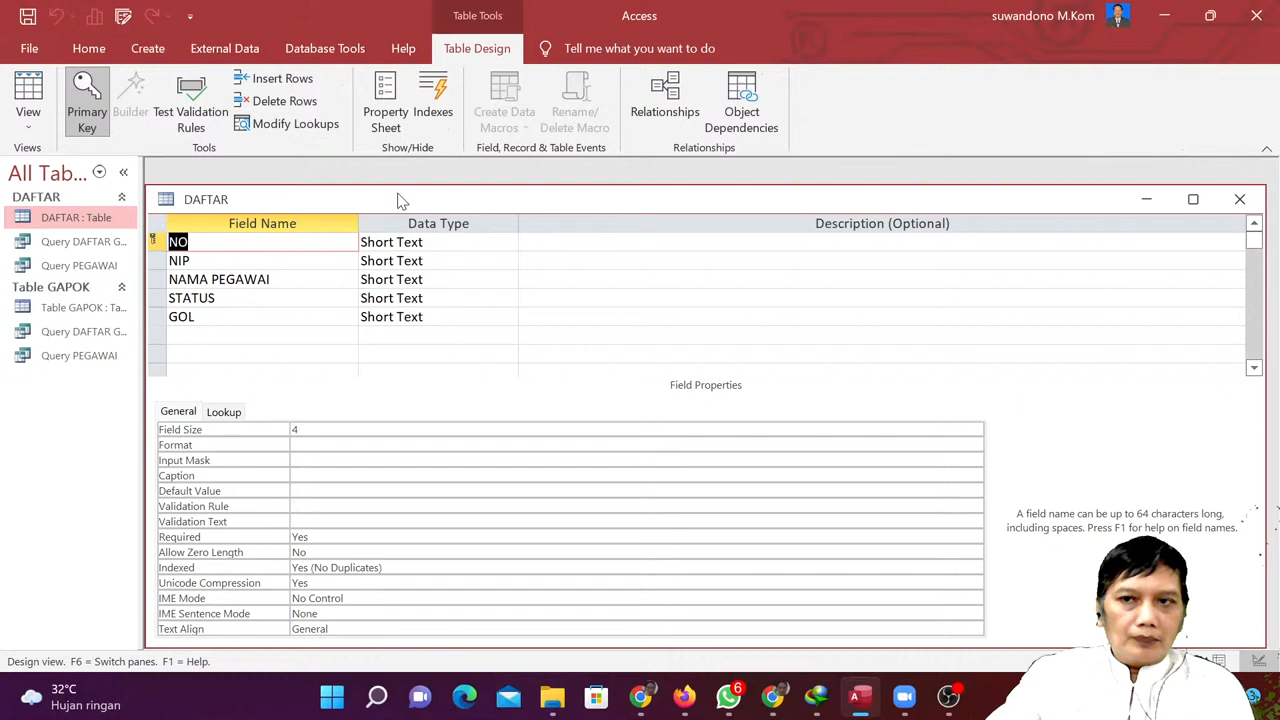 Table Tools
Access
suwandono M.Kom
File
Home
Create
External Data
Database Tools
Help
Table Design
Tell me what you want to do
View
Primary Key
Builder
Test Validation Rules
Insert Rows
Delete Rows
Modify Lookups
Property Sheet
Indexes
Create Data Macros
Rename/ Delete Macro
Relationships
Object Dependencies
Views
Tools
Show/Hide
Field, Record & Table Events
Relationships
All Tab...
DAFTAR
DAFTAR : Table
Query DAFTAR G...
Query PEGAWAI
Table GAPOK
Table GAPOK : Ta...
Query DAFTAR G...
Query PEGAWAI
DAFTAR
Field Name Data Type Description (Optional)
NO Short Text
NIP Short Text
NAMA PEGAWAI Short Text
STATUS Short Text
GOL Short Text
Field Properties
General Lookup
Field Size 4
Format
Input Mask
Caption
Default Value
Validation Rule
Validation Text
Required Yes
Allow Zero Length No
Indexed Yes (No Duplicates)
Unicode Compression Yes
IME Mode No Control
IME Sentence Mode None
Text Align General
A field name can be up to 64 characters long,
including spaces. Press F1 for help on field names.
Design view. F6 = Switch panes. F1 = Help.
32°C
Hujan ringan
6
3